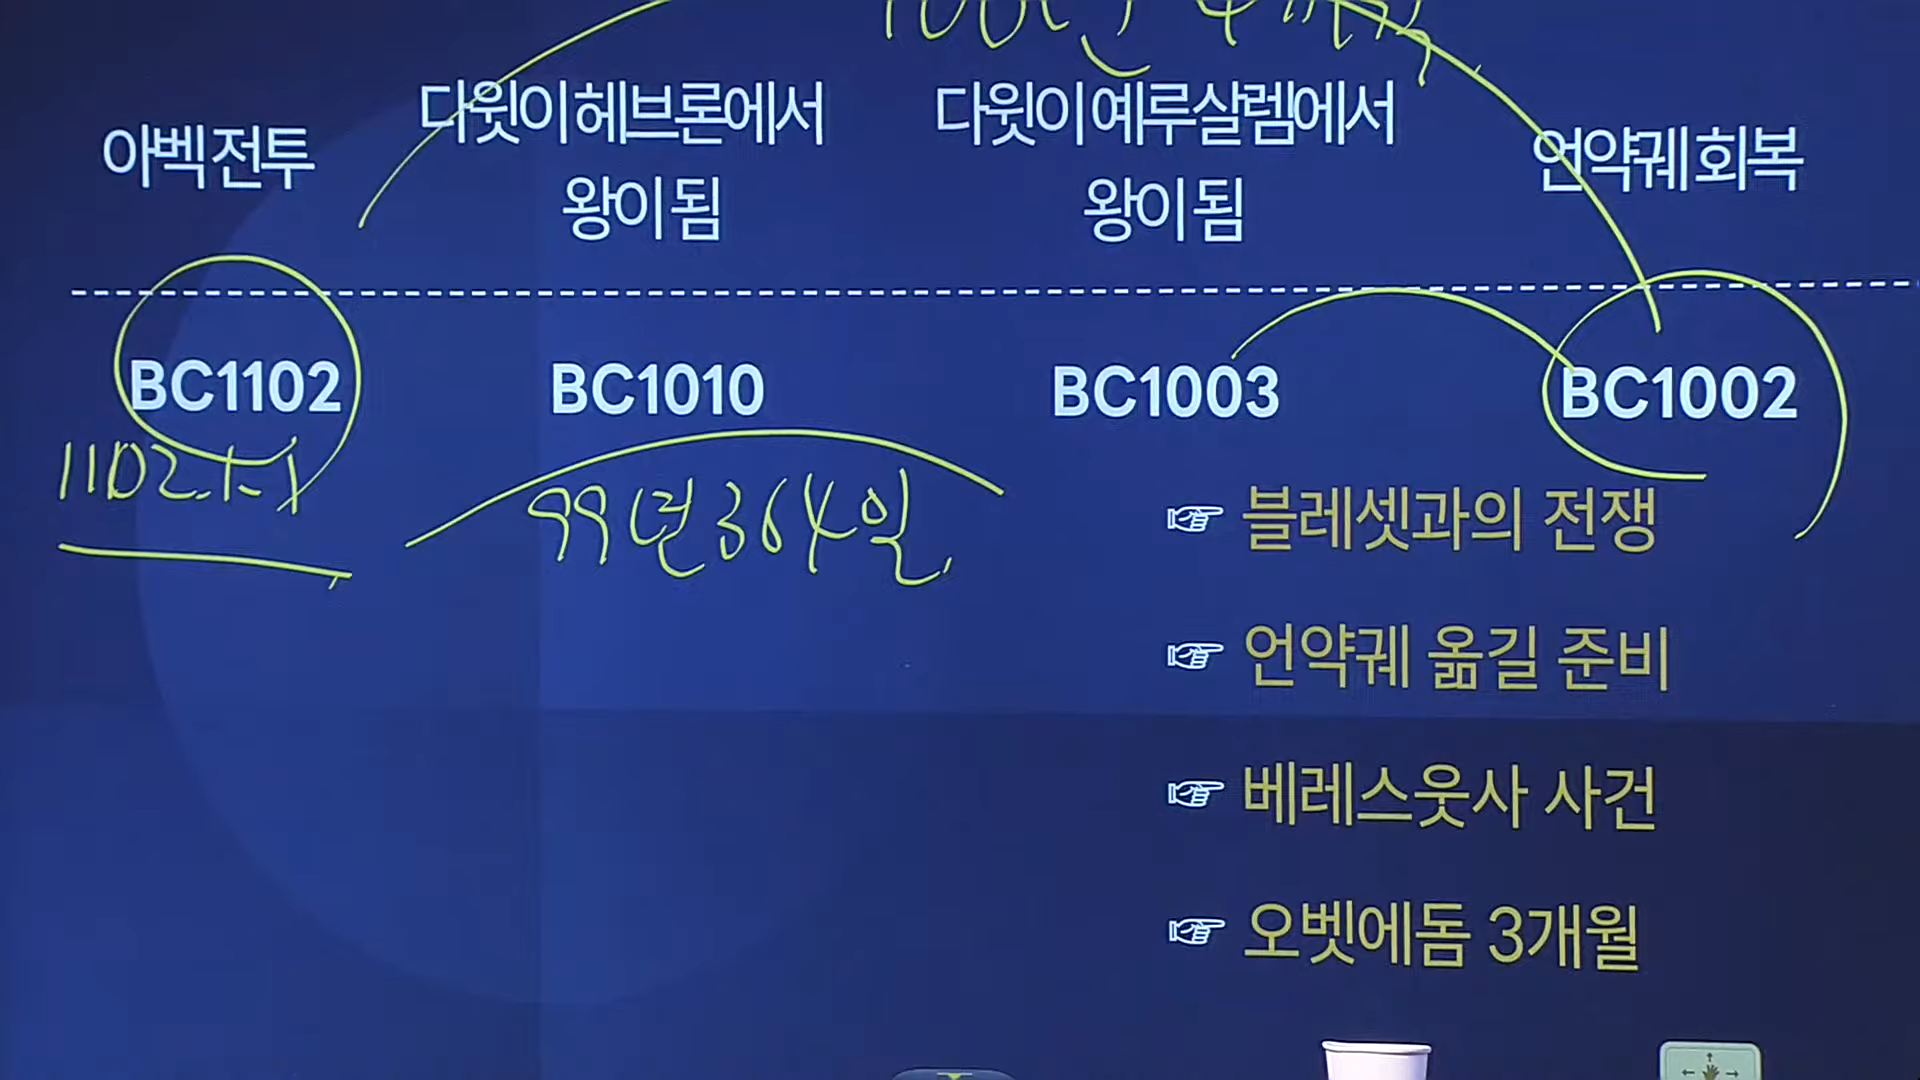 아벡 전투
다윗이 헤브론에서
왕이 됨
다윗이 예루살렘에서
왕이 됨
언약궤 회복
BC1102
BC1010
BC1003
BC1002
1102.1.1
99년 364일
☞ 블레셋과의 전쟁
☞ 언약궤 옮길 준비
☞ 베레스웃사 사건
☞ 오벳에돔 3개월